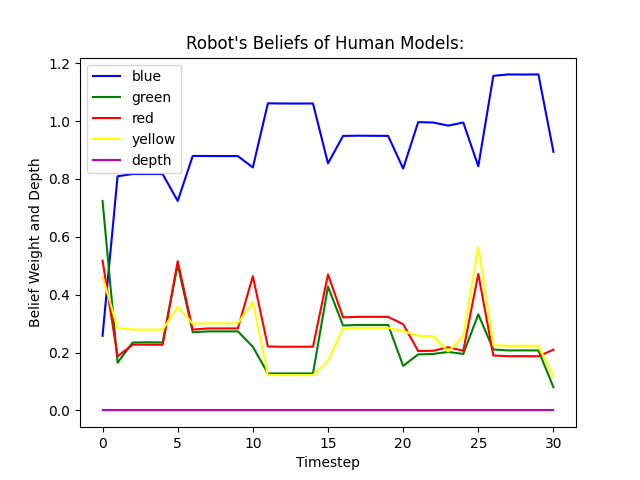 Robot's Beliefs of Human Models:
Belief Weight and Depth
1.2
1.0
0.8
0.6
0.4
0.2
0.0
blue
green
red
yellow
depth
0 5 10 15 20 25 30
Timestep